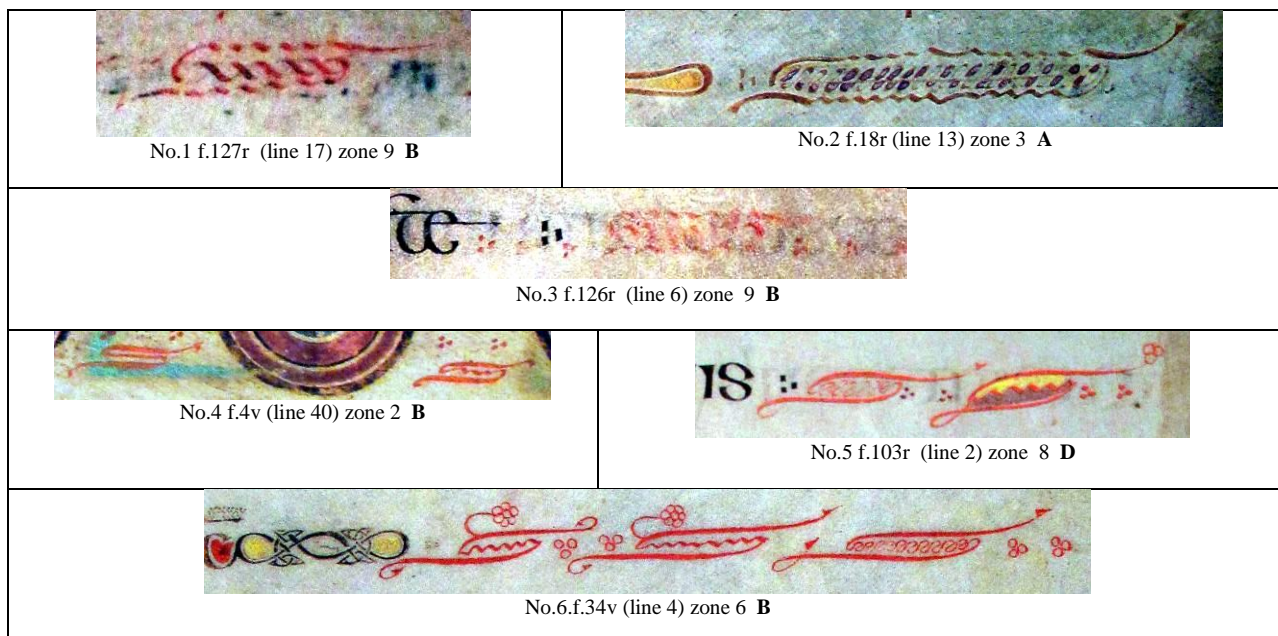 No.1 f.127r (line 17) zone 9 B
No.2 f.18r (line 13) zone 3 A
No.3 f.126r (line 6) zone 9 B
No.4 f.4v (line 40) zone 2 B
No.5 f.103r (line 2) zone 8 D
No.6.f.34v (line 4) zone 6 B